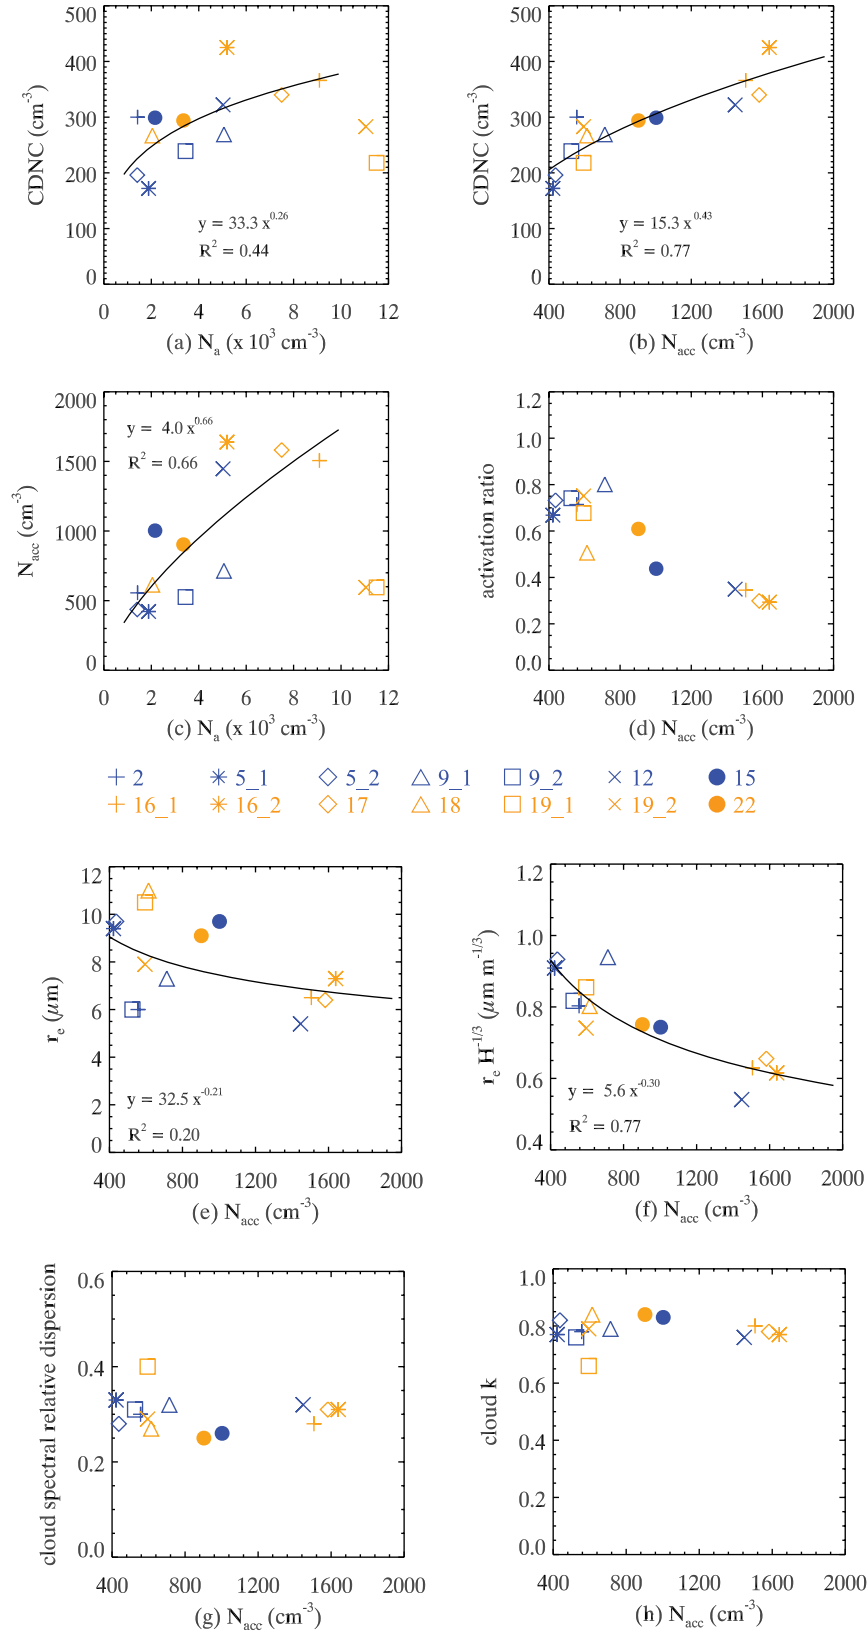 500
400
300
200
100
0
CDNC (cm⁻³)
y = 33.3 x^0.26
R² = 0.44
0 2 4 6 8 10 12
(a) Nₐ (x 10³ cm⁻³)
500
400
300
200
100
0
CDNC (cm⁻³)
y = 15.3 x^0.43
R² = 0.77
400 800 1200 1600 2000
(b) N_acc (cm⁻³)
2000
1500
1000
500
0
N_acc (cm⁻³)
y = 4.0 x^0.66
R² = 0.66
0 2 4 6 8 10 12
(c) Nₐ (x 10³ cm⁻³)
1.2
1.0
0.8
0.6
0.4
0.2
0.0
activation ratio
400 800 1200 1600 2000
(d) N_acc (cm⁻³)
2 5_1 5_2 9_1 9_2 12 15
16_1 16_2 17 18 19_1 19_2 22
12
10
8
6
4
2
0
r_e (μm)
y = 32.5 x^-0.21
R² = 0.20
400 800 1200 1600 2000
(e) N_acc (cm⁻³)
1.2
1.0
0.8
0.6
0.4
r_e H^-1/3 (μm m^-1/3)
y = 5.6 x^-0.30
R² = 0.77
400 800 1200 1600 2000
(f) N_acc (cm⁻³)
0.6
0.4
0.2
0.0
cloud spectral relative dispersion
400 800 1200 1600 2000
(g) N_acc (cm⁻³)
1.0
0.8
0.6
0.4
0.2
0.0
cloud k
400 800 1200 1600 2000
(h) N_acc (cm⁻³)